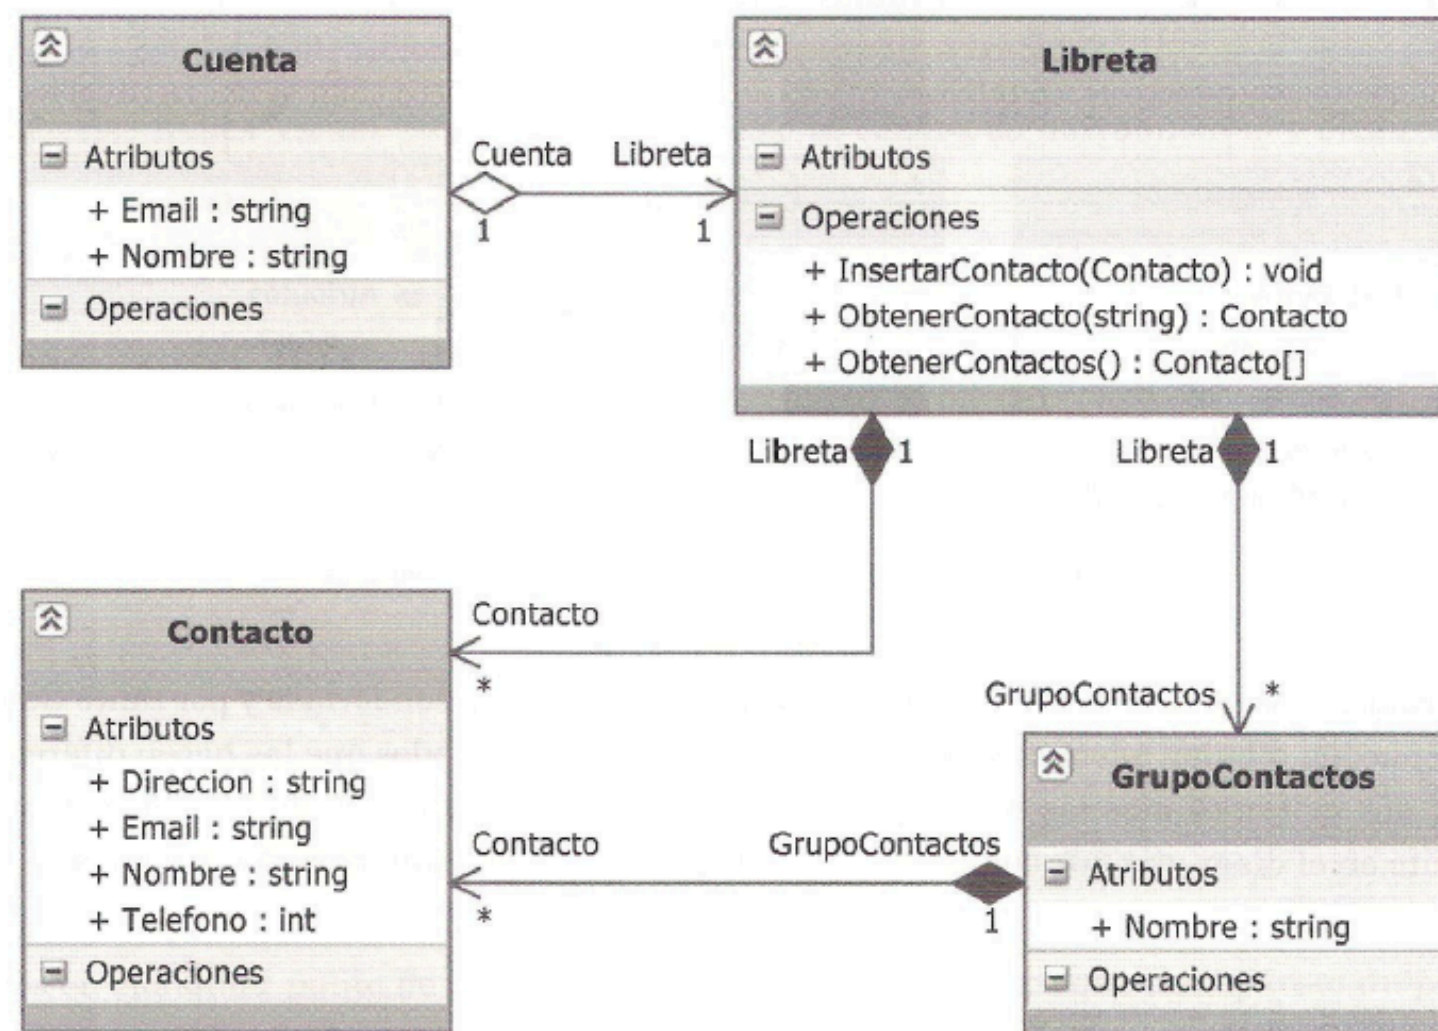 Cuenta
Atributos
+ Email : string
+ Nombre : string
Operaciones
Cuenta
Libreta
1
1
Libreta
Atributos
Operaciones
+ InsertarContacto(Contacto) : void
+ ObtenerContacto(string) : Contacto
+ ObtenerContactos() : Contacto[]
Libreta 1
Libreta 1
Contacto
*
GrupoContactos *
Contacto
Atributos
+ Direccion : string
+ Email : string
+ Nombre : string
+ Telefono : int
Operaciones
Contacto
*
GrupoContactos
1
GrupoContactos
Atributos
+ Nombre : string
Operaciones